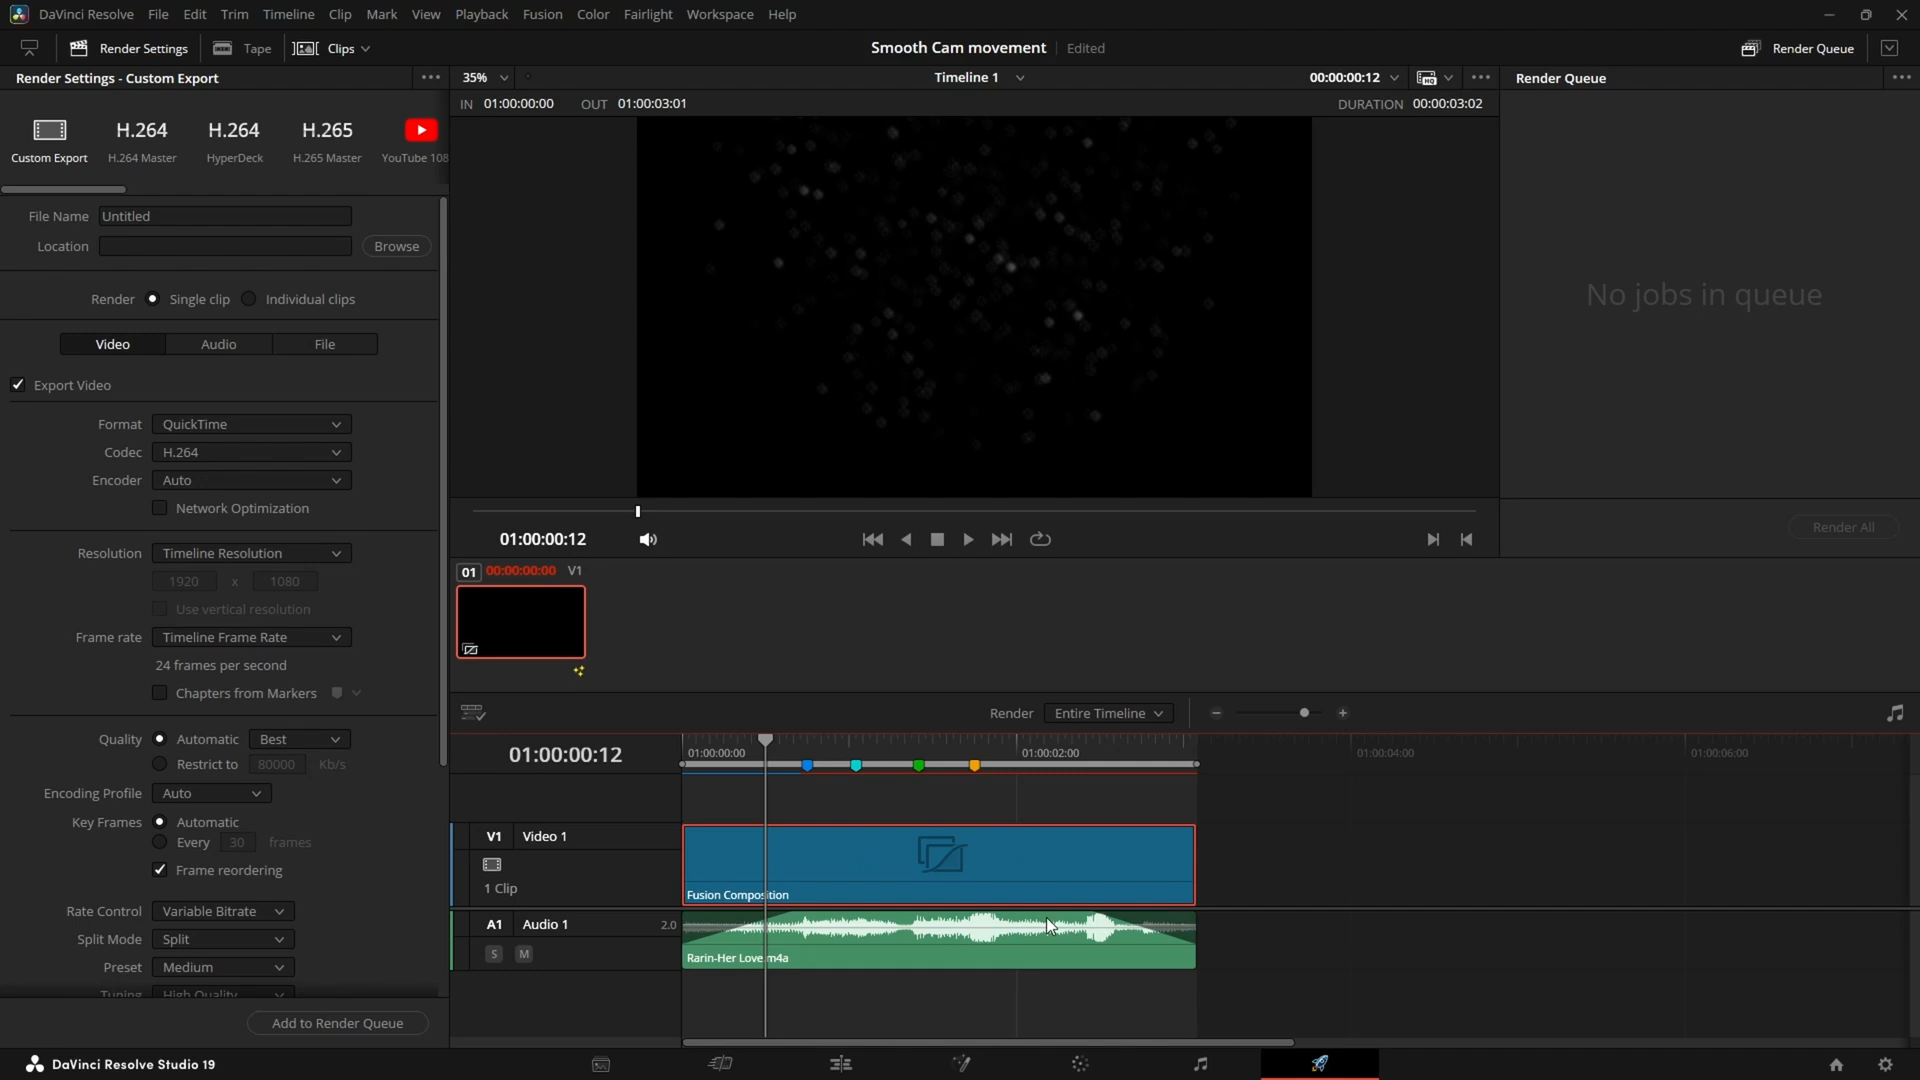 DaVinci Resolve File Edit Trim Timeline Clip Mark View Playback Fusion Color Fairlight Workspace Help
Render Settings Tape Clips Smooth Cam movement Edited Render Queue
Render Settings - Custom Export 35% Timeline 1 00:00:00:12 Render Queue
IN 01:00:00:00 OUT 01:00:03:01 DURATION 00:00:03:02
H.264 H.264 H.265
Custom Export H.264 Master HyperDeck H.265 Master YouTube 108
File Name Untitled
Location Browse
Render Single clip Individual clips
No jobs in queue
Video Audio File
Export Video
Format QuickTime
Codec H.264
Encoder Auto
Network Optimization
Render All
01:00:00:12
Resolution Timeline Resolution
1920 x 1080
Use vertical resolution
Frame rate Timeline Frame Rate
24 frames per second
Chapters from Markers
01 00:00:00:00 V1
Quality Automatic Best
Restrict to 80000 Kb/s
Encoding Profile Auto
Key Frames Automatic
Every 30 frames
Frame reordering
Rate Control Variable Bitrate
Split Mode Split
Preset Medium
Tuning High Quality
Add to Render Queue
Render Entire Timeline
01:00:00:12 01:00:00:00 01:00:02:00 01:00:04:00 01:00:06:00
V1 Video 1
1 Clip
Fusion Composition
A1 Audio 1 2.0
S M
Rarin-Her Love.m4a
DaVinci Resolve Studio 19